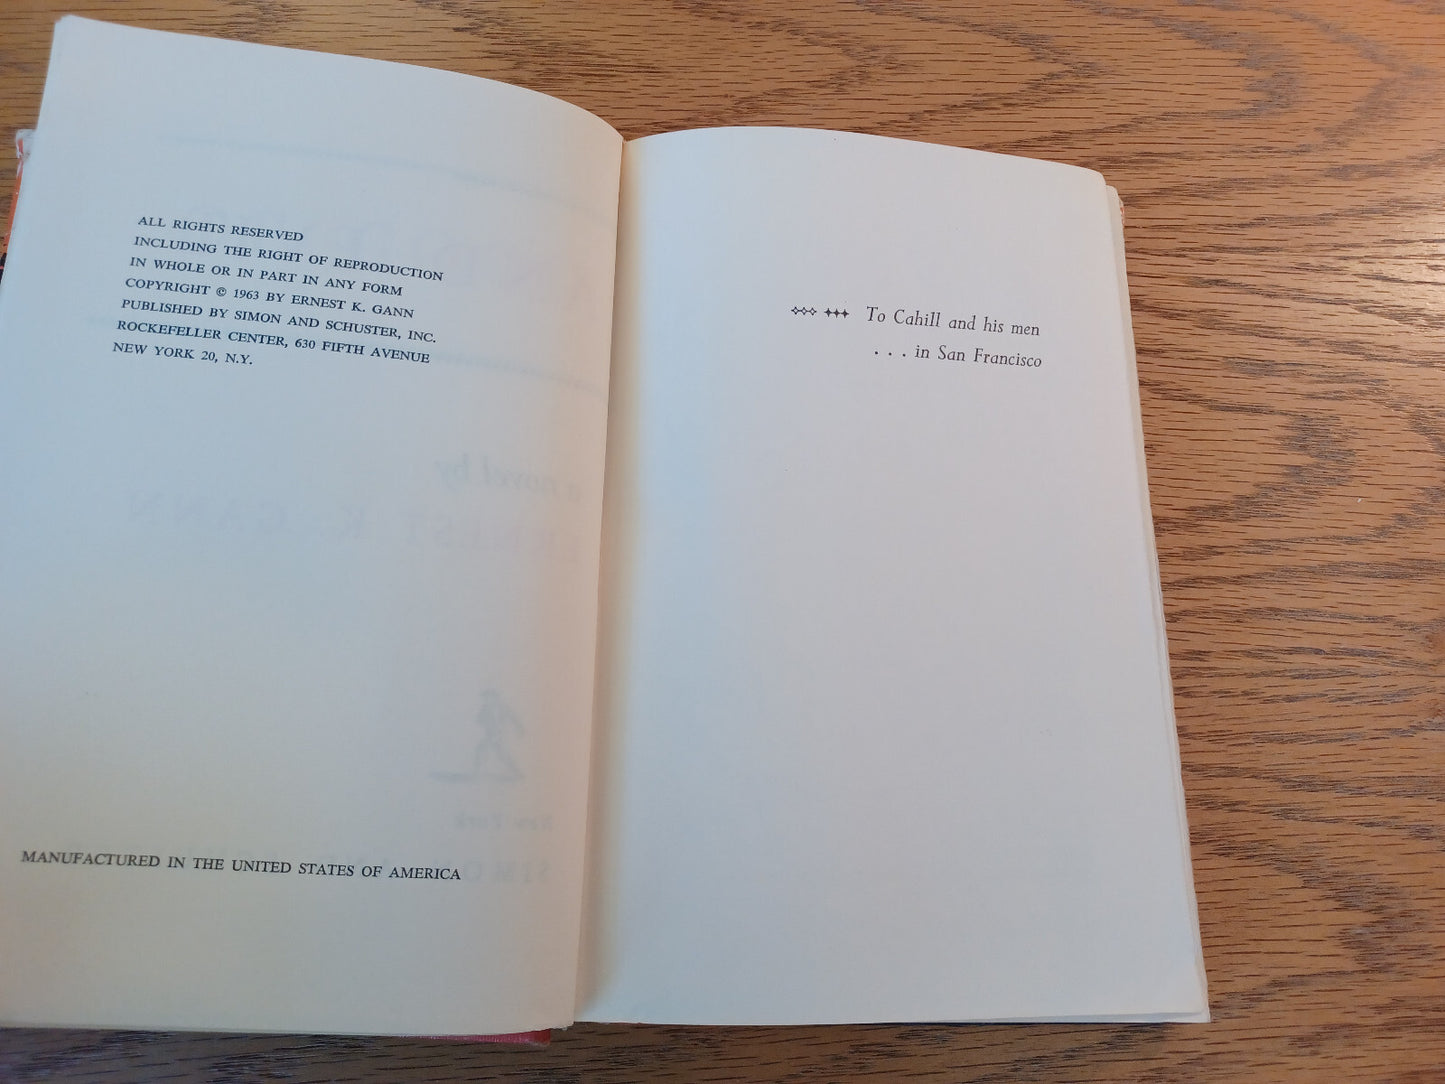 ALL RIGHTS RESERVED
INCLUDING THE RIGHT OF REPRODUCTION
IN WHOLE OR IN PART IN ANY FORM
COPYRIGHT © 1963 BY ERNEST K. GANN
PUBLISHED BY SIMON AND SCHUSTER, INC.
ROCKEFELLER CENTER, 630 FIFTH AVENUE
NEW YORK 20, N.Y.
MANUFACTURED IN THE UNITED STATES OF AMERICA
To Cahill and his men
. . . in San Francisco